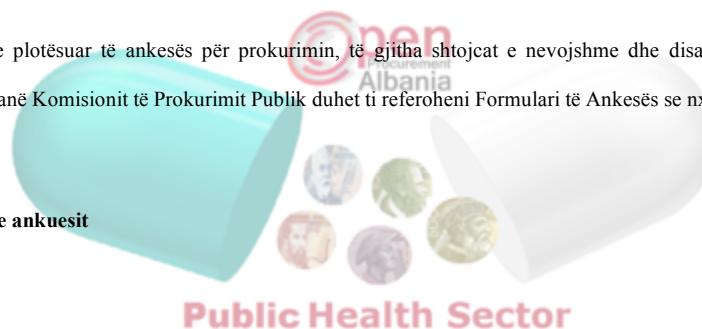 e plotësuar të ankesës për prokurimin, të gjitha shtojcat e nevojshme dhe disa
Open
Procurement
Albania
anë Komisionit të Prokurimit Publik duhet ti referoheni Formulari të Ankesës se nx
e ankuesit
Public Health Sector